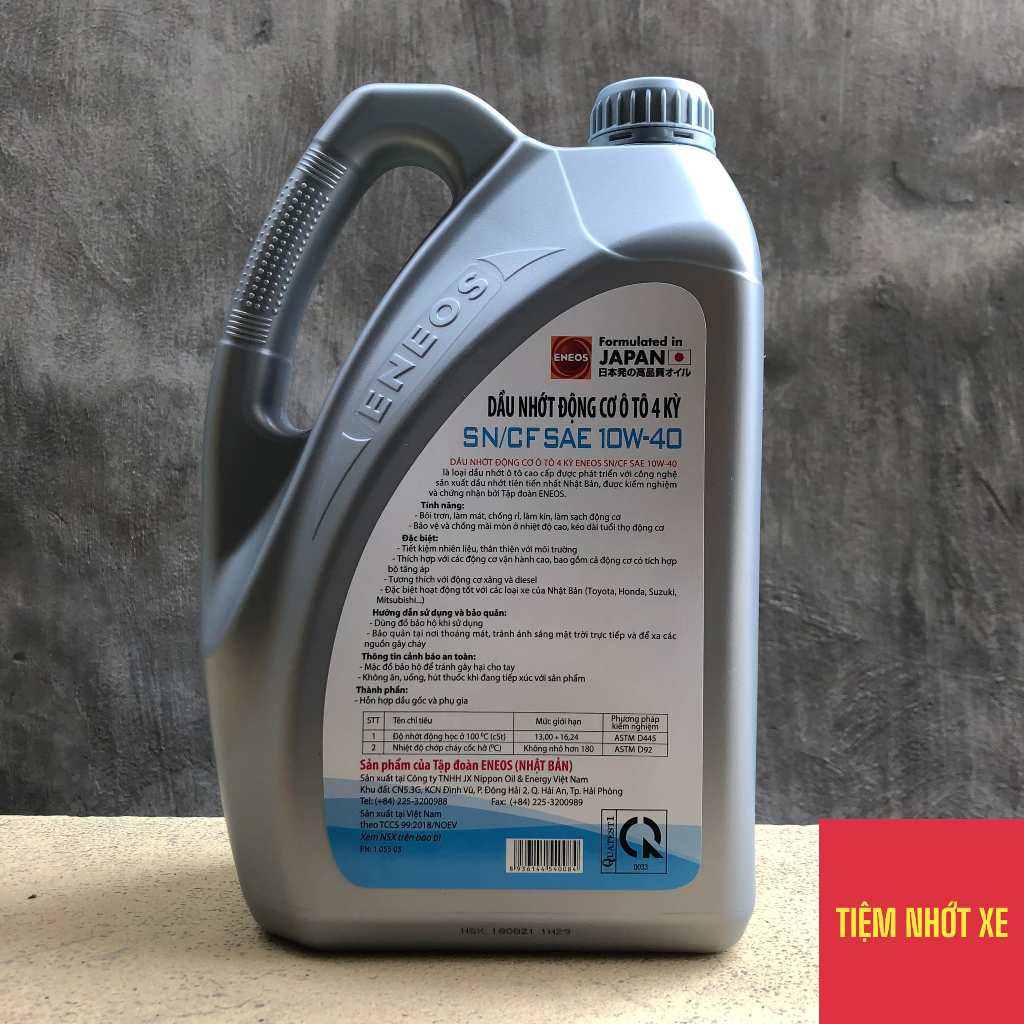 ENEOS
ENEOS
Formulated in
JAPAN
日本発の高品質オイル
DẦU NHỚT ĐỘNG CƠ Ô TÔ 4 KỲ
SN/CF SAE 10W-40
DẦU NHỚT ĐỘNG CƠ Ô TÔ 4 KỲ ENEOS SN/CF SAE 10W-40
là loại dầu nhớt ô tô cao cấp được phát triển với công nghệ
sản xuất dầu nhớt tiên tiến nhất Nhật Bản, được kiểm nghiệm
và chứng nhận bởi Tập đoàn ENEOS.
Tính năng:
- Bôi trơn, làm mát, chống rỉ, làm kín, làm sạch động cơ
- Bảo vệ và chống mài mòn ở nhiệt độ cao, kéo dài tuổi thọ động cơ
Đặc biệt:
- Tiết kiệm nhiên liệu, thân thiện với môi trường
- Thích hợp với các động cơ vận hành cao, bao gồm cả động cơ có tích hợp
bộ tăng áp
- Tương thích với động cơ xăng và diesel
- Đặc biệt hoạt động tốt với các loại xe của Nhật Bản (Toyota, Honda, Suzuki,
Mitsubishi...)
Hướng dẫn sử dụng và bảo quản:
- Dùng đồ bảo hộ khi sử dụng
- Bảo quản tại nơi thoáng mát, tránh ánh sáng mặt trời trực tiếp và để xa các
nguồn gây cháy
Thông tin cảnh báo an toàn:
- Mặc đồ bảo hộ để tránh gây hại cho tay
- Không ăn, uống, hút thuốc khi đang tiếp xúc với sản phẩm
Thành phần:
- Hỗn hợp dầu gốc và phụ gia
STT Tên chỉ tiêu Mức giới hạn Phương pháp kiểm nghiệm
1 Độ nhớt động học ở 100 ⁰C (cSt) 13,00 ÷ 16,24 ASTM D445
2 Nhiệt độ chớp cháy cốc hở (⁰C) Không nhỏ hơn 180 ASTM D92
Sản phẩm của Tập đoàn ENEOS (NHẬT BẢN)
Sản xuất tại Công ty TNHH JX Nippon Oil & Energy Việt Nam
Khu đất CN5.3G, KCN Đình Vũ, P. Đông Hải 2, Q. Hải An, Tp. Hải Phòng
Tel: (+84) 225-3200988 Fax: (+84) 225-3200989
Sản xuất tại Việt Nam
theo TCCS 99:2018/NOEV
Xem NSX trên bao bì
PN: 1 055 03
8 936144 540084
QUATEST1
0033
NSX 180821 1H29
TIỆM NHỚT XE